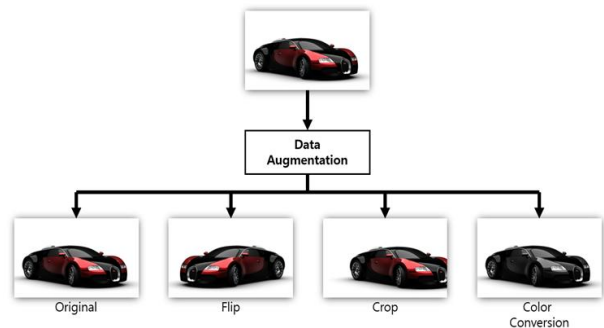 Data
Augmentation
Original
Flip
Crop
Color
Conversion